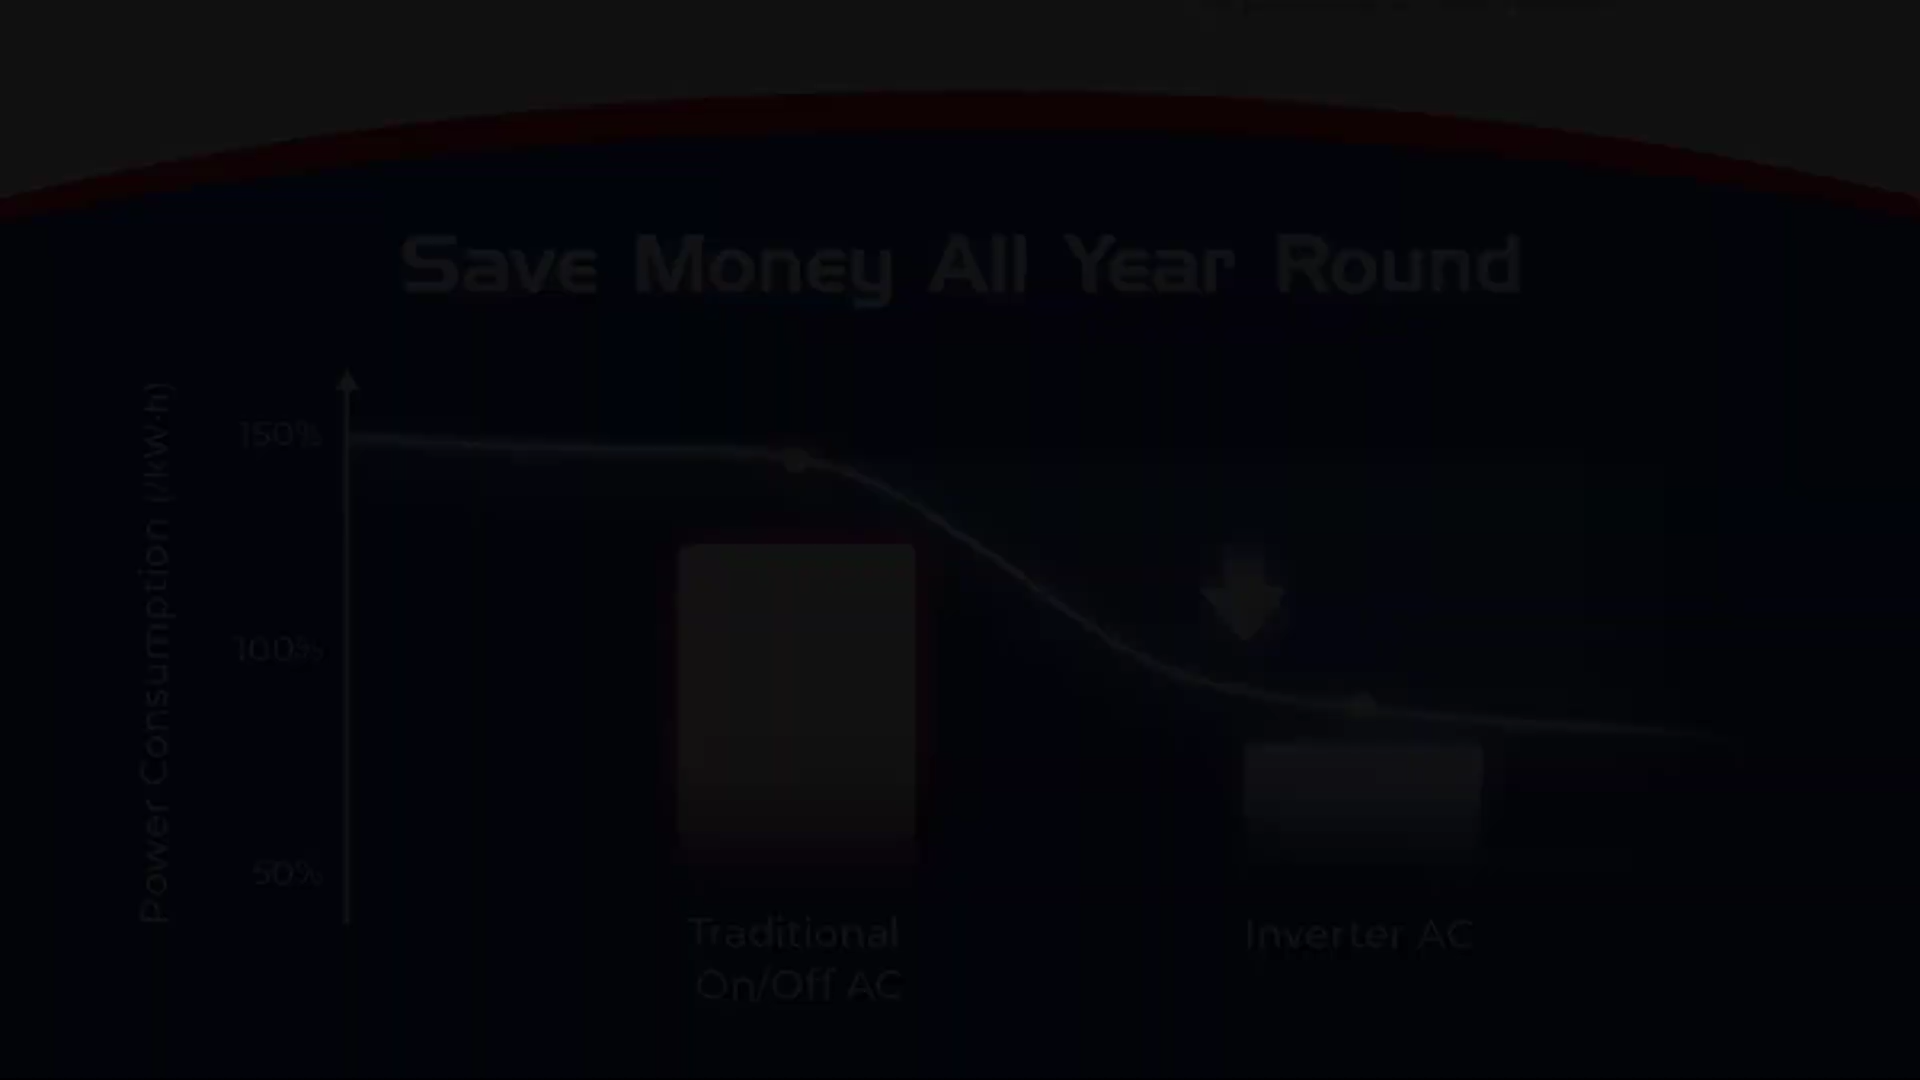 Save Money All Year Round
Power Consumption (/kW·h)
150%
100%
50%
Traditional
On/Off AC
Inverter AC